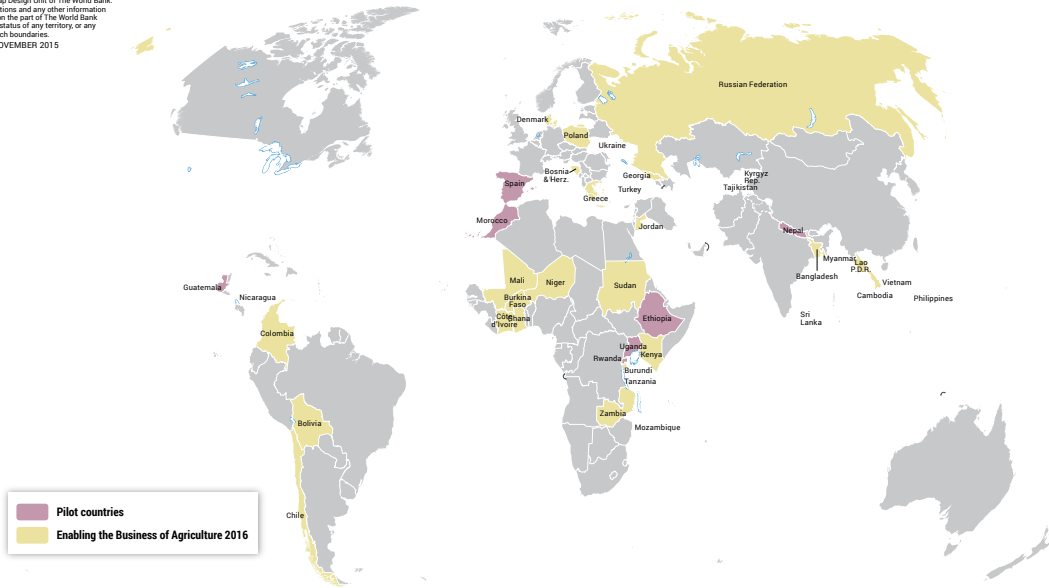 ap Design Unit of The World Bank.
tions and any other information
on the part of The World Bank
status of any territory, or any
ch boundaries.
OVEMBER 2015
Russian Federation
Denmark
Poland
Ukraine
Bosnia
& Herz.
Georgia
Kyrgyz
Rep.
Tajikistan
Spain
Turkey
Greece
Morocco
Jordan
Nepal
Myanmar
Lao
P.D.R.
Bangladesh
Vietnam
Cambodia
Philippines
Sri
Lanka
Guatemala
Nicaragua
Colombia
Mali
Niger
Sudan
Burkina
Faso
Côte
d'Ivoire
Ghana
Ethiopia
Uganda
Kenya
Rwanda
Burundi
Tanzania
Zambia
Mozambique
Bolivia
Chile
Pilot countries
Enabling the Business of Agriculture 2016